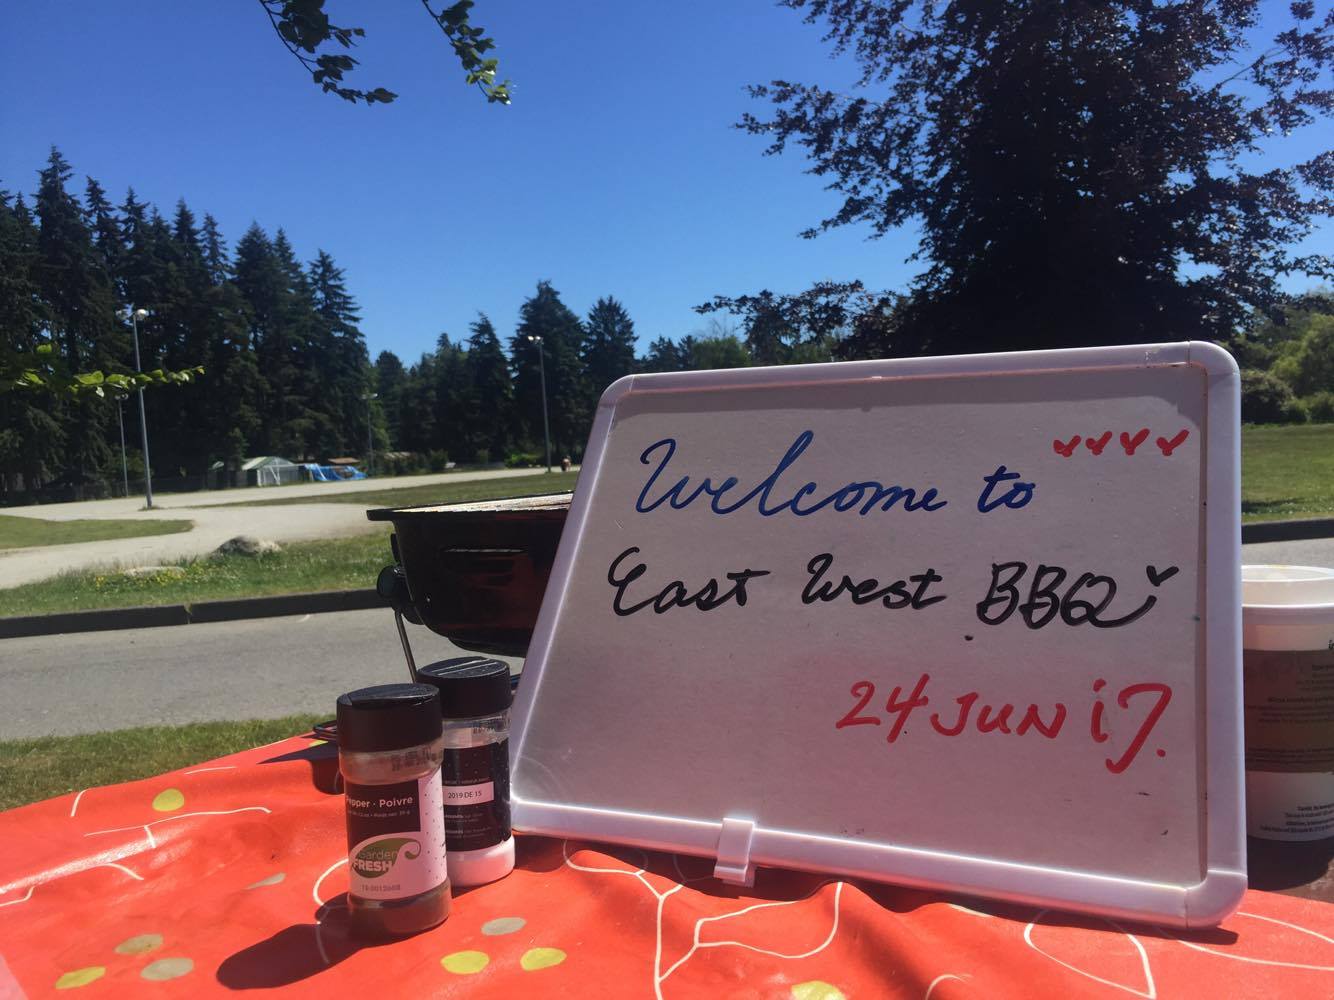 Welcome to
East West BBQ
24 JUN 17.
Pepper · Poivre
Garden
FRESH
2019 DE 15